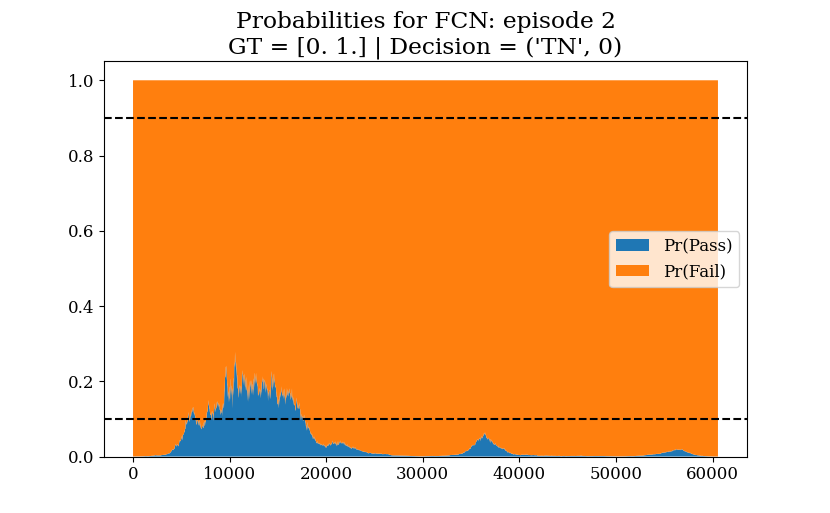 Probabilities for FCN: episode 2
GT = [0. 1.] | Decision = ('TN', 0)
1.0
0.8
0.6
0.4
0.2
0.0
Pr(Pass)
Pr(Fail)
0 10000 20000 30000 40000 50000 60000